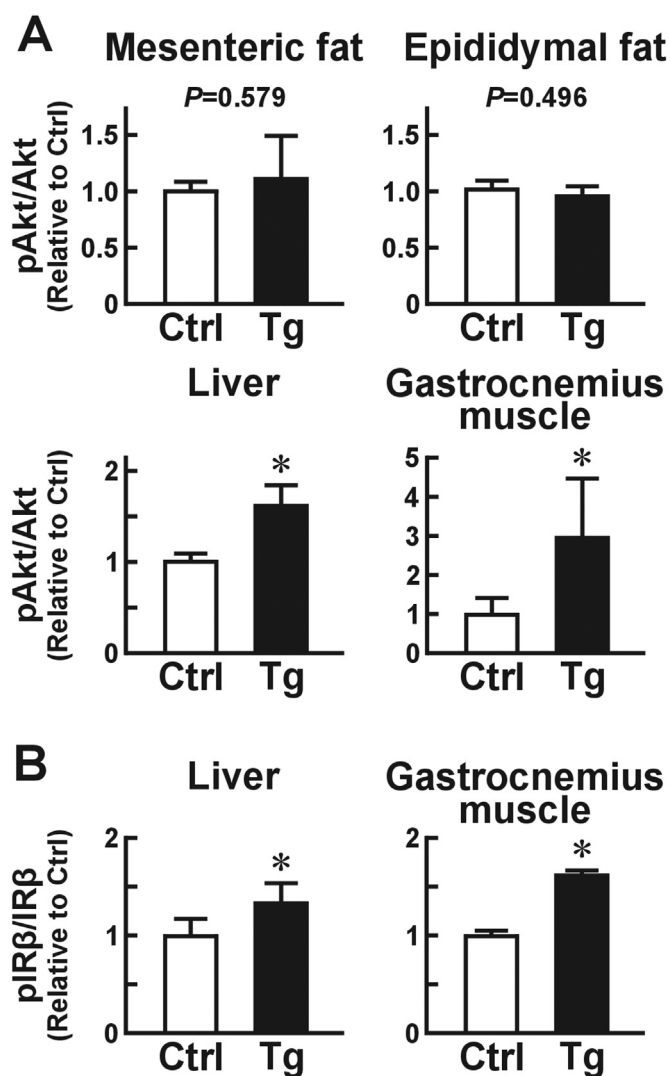 A
Mesenteric fat
P=0.579
pAkt/Akt
(Relative to Ctrl)
1.5
1.0
0.5
0
Ctrl Tg
Epididymal fat
P=0.496
1.5
1.0
0.5
0
Ctrl Tg
Liver
pAkt/Akt
(Relative to Ctrl)
2
1
0
*
Ctrl Tg
Gastrocnemius
muscle
5
4
3
2
1
0
*
Ctrl Tg
B
Liver
pIRβ/IRβ
(Relative to Ctrl)
2
1
0
*
Ctrl Tg
Gastrocnemius
muscle
2
1
0
*
Ctrl Tg